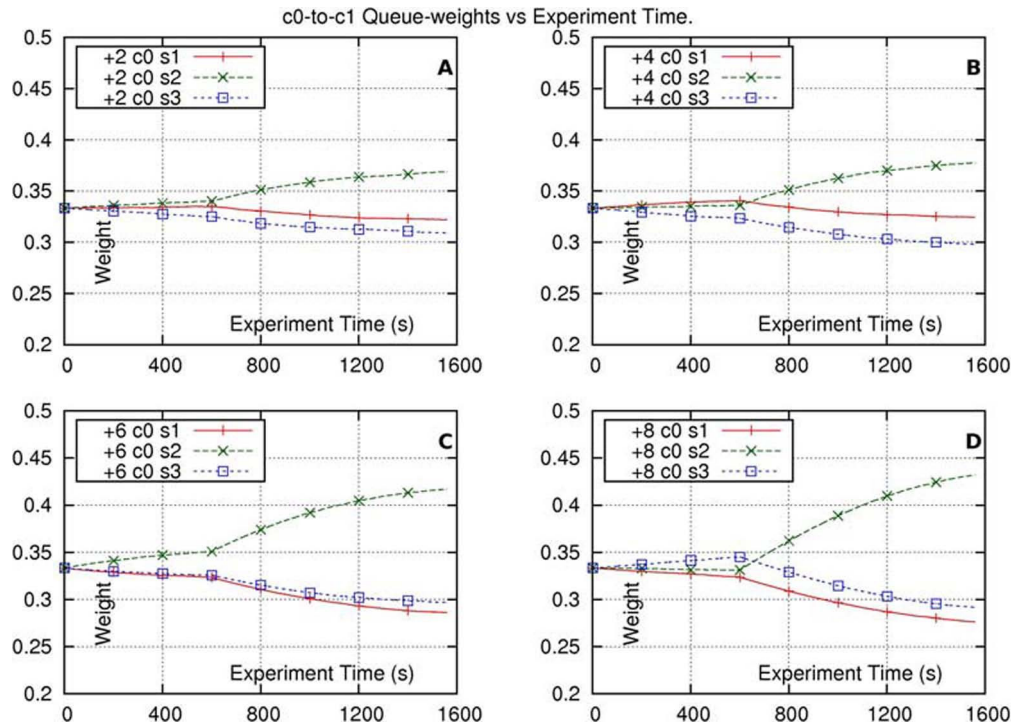 c0-to-c1 Queue-weights vs Experiment Time.
0.5
0.45
0.4
0.35
0.3
0.25
0.2
0 400 800 1200 1600
+2 c0 s1
+2 c0 s2
+2 c0 s3
A
Weight
Experiment Time (s)
0.5
0.45
0.4
0.35
0.3
0.25
0.2
0 400 800 1200 1600
+4 c0 s1
+4 c0 s2
+4 c0 s3
B
Weight
Experiment Time (s)
0.5
0.45
0.4
0.35
0.3
0.25
0.2
0 400 800 1200 1600
+6 c0 s1
+6 c0 s2
+6 c0 s3
C
Weight
Experiment Time (s)
0.5
0.45
0.4
0.35
0.3
0.25
0.2
0 400 800 1200 1600
+8 c0 s1
+8 c0 s2
+8 c0 s3
D
Weight
Experiment Time (s)